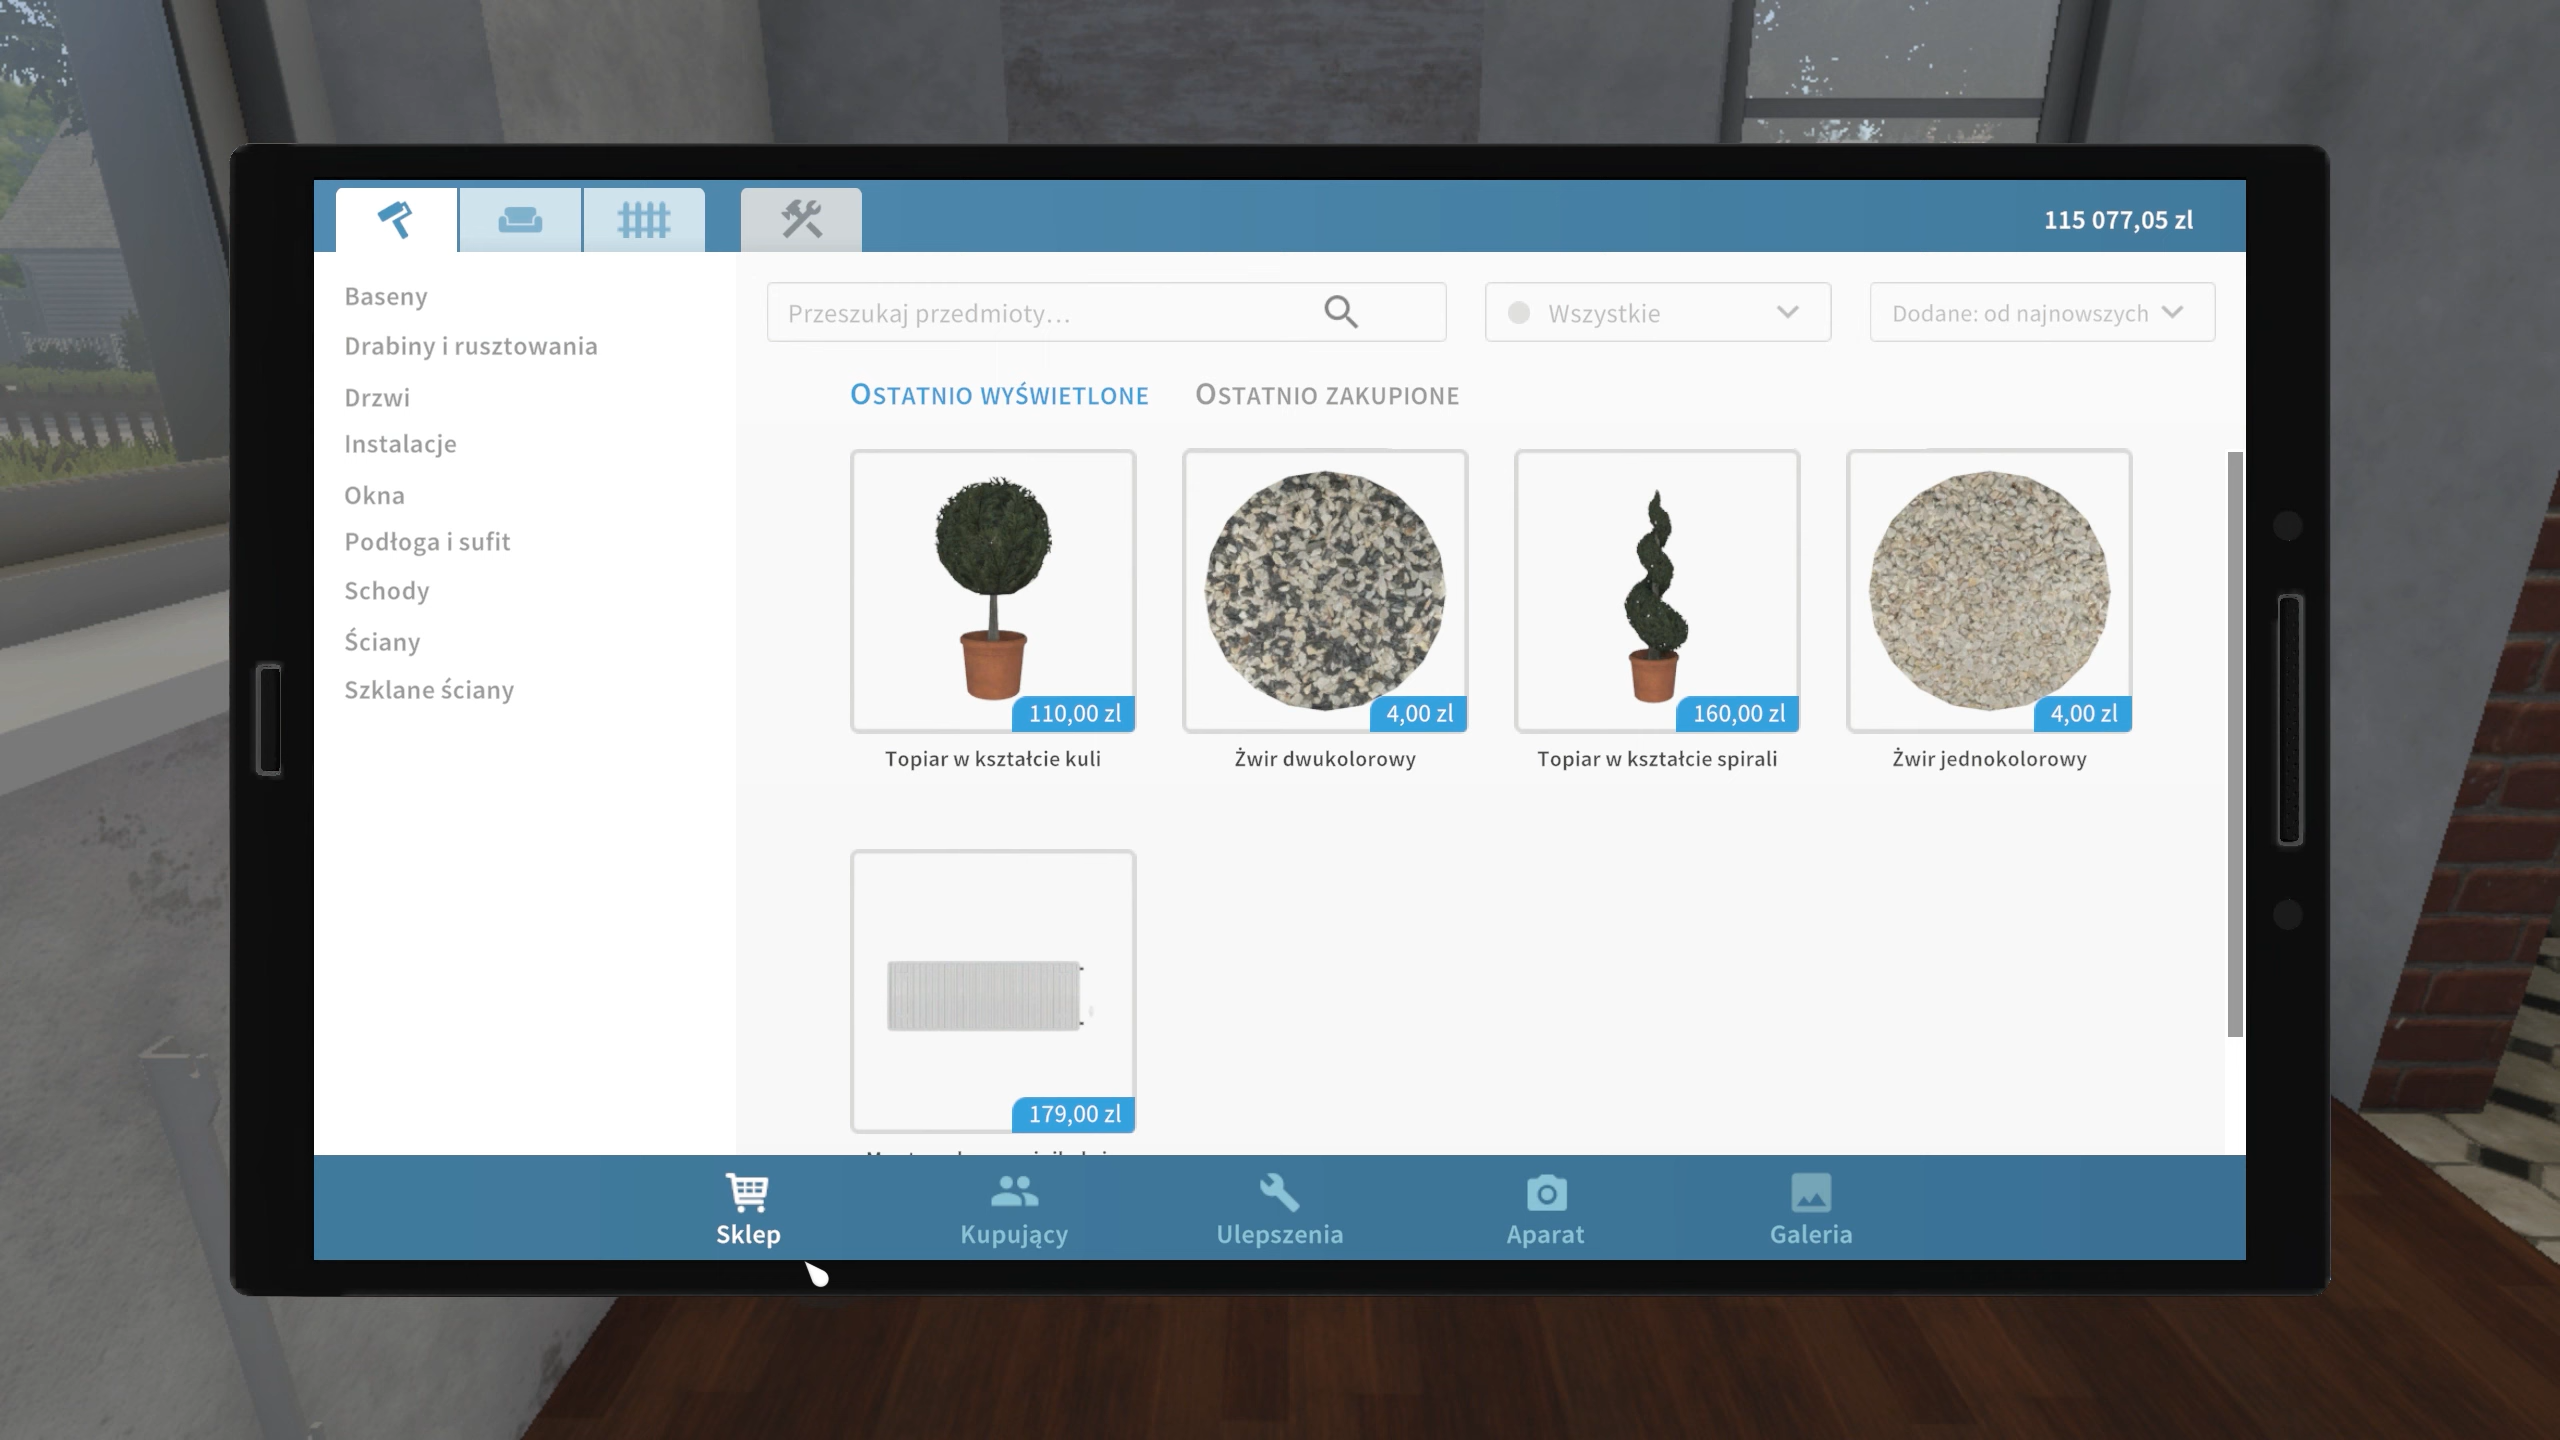 115 077,05 zl
Baseny
Drabiny i rusztowania
Drzwi
Instalacje
Okna
Podłoga i sufit
Schody
Ściany
Szklane ściany
Przeszukaj przedmioty...
Wszystkie
Dodane: od najnowszych
OSTATNIO WYŚWIETLONE
OSTATNIO ZAKUPIONE
110,00 zl
Topiar w kształcie kuli
4,00 zl
Żwir dwukolorowy
160,00 zl
Topiar w kształcie spirali
4,00 zl
Żwir jednokolorowy
179,00 zl
Sklep
Kupujący
Ulepszenia
Aparat
Galeria